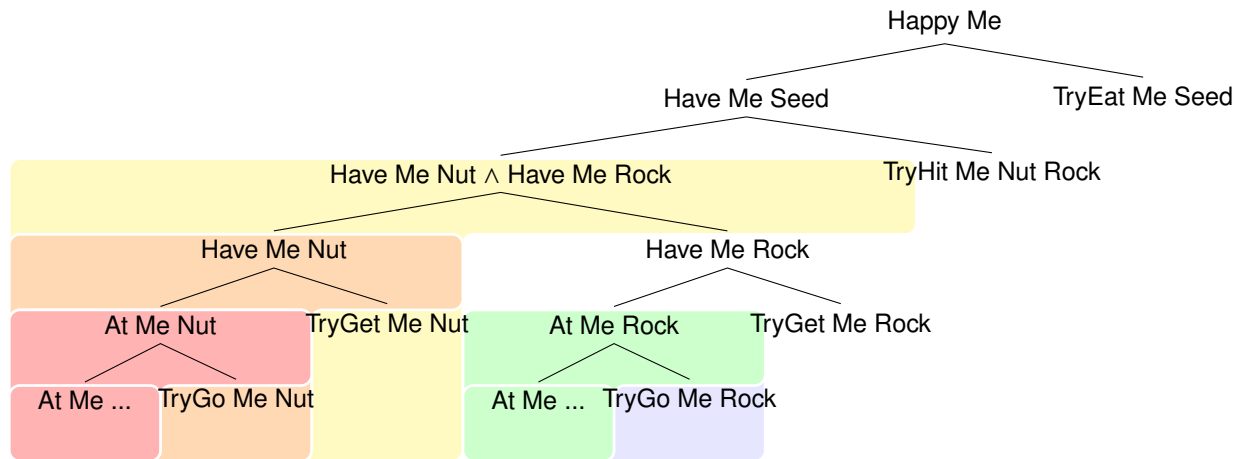 Happy Me
Have Me Seed
TryEat Me Seed
Have Me Nut ∧ Have Me Rock
TryHit Me Nut Rock
Have Me Nut
Have Me Rock
At Me Nut
TryGet Me Nut
At Me Rock
TryGet Me Rock
At Me ...
TryGo Me Nut
At Me ...
TryGo Me Rock